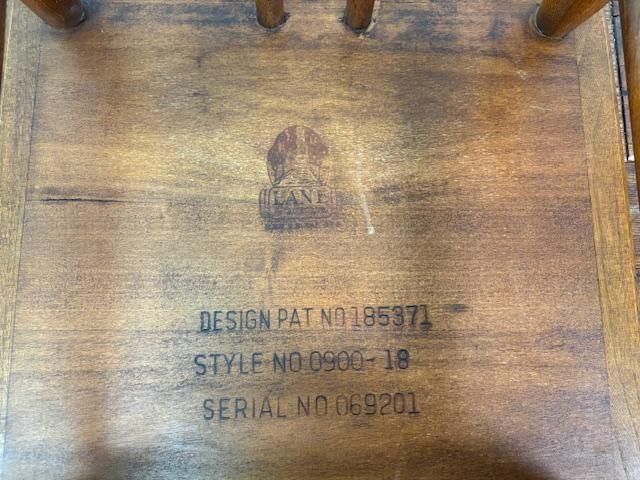 LANE
DESIGN PAT NO 185371
STYLE NO 0900-18
SERIAL NO 069201